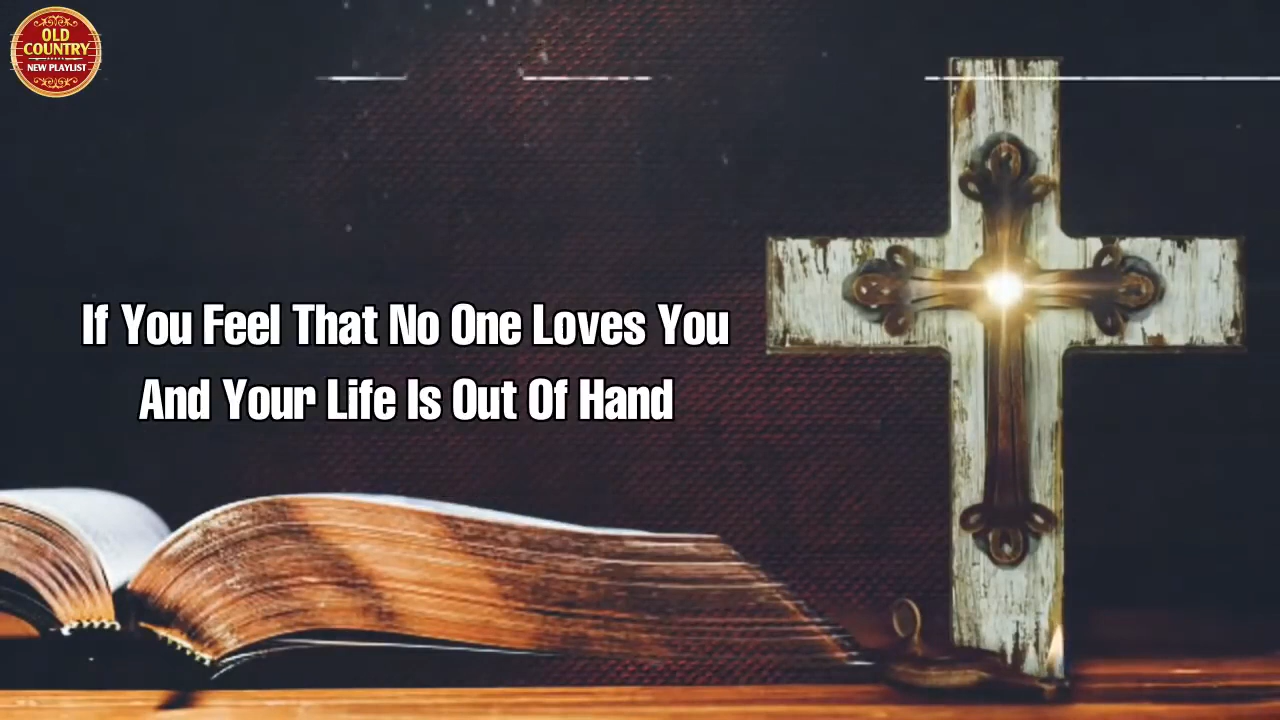 OLD
COUNTRY
NEW PLAYLIST
If You Feel That No One Loves You
And Your Life Is Out Of Hand